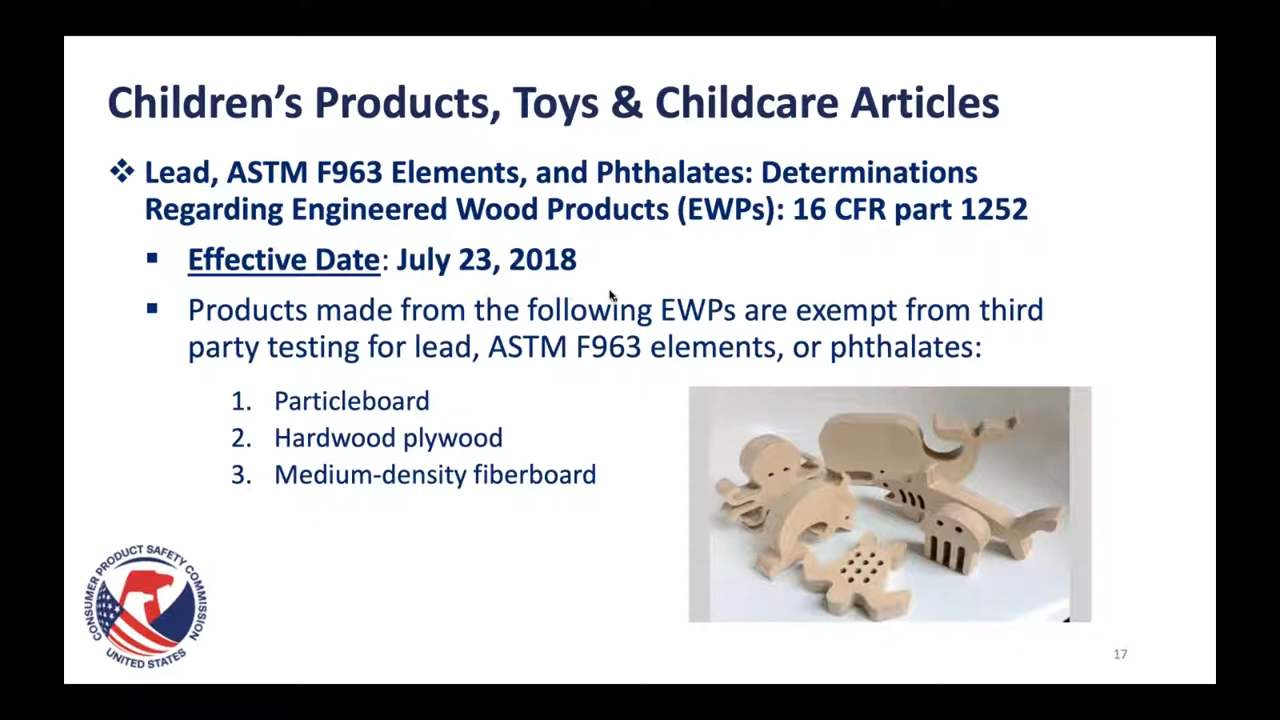 Children's Products, Toys & Childcare Articles
❖ Lead, ASTM F963 Elements, and Phthalates: Determinations
Regarding Engineered Wood Products (EWPs): 16 CFR part 1252
▪ Effective Date: July 23, 2018
▪ Products made from the following EWPs are exempt from third
party testing for lead, ASTM F963 elements, or phthalates:
1. Particleboard
2. Hardwood plywood
3. Medium-density fiberboard
CONSUMER PRODUCT SAFETY COMMISSION
UNITED STATES
17